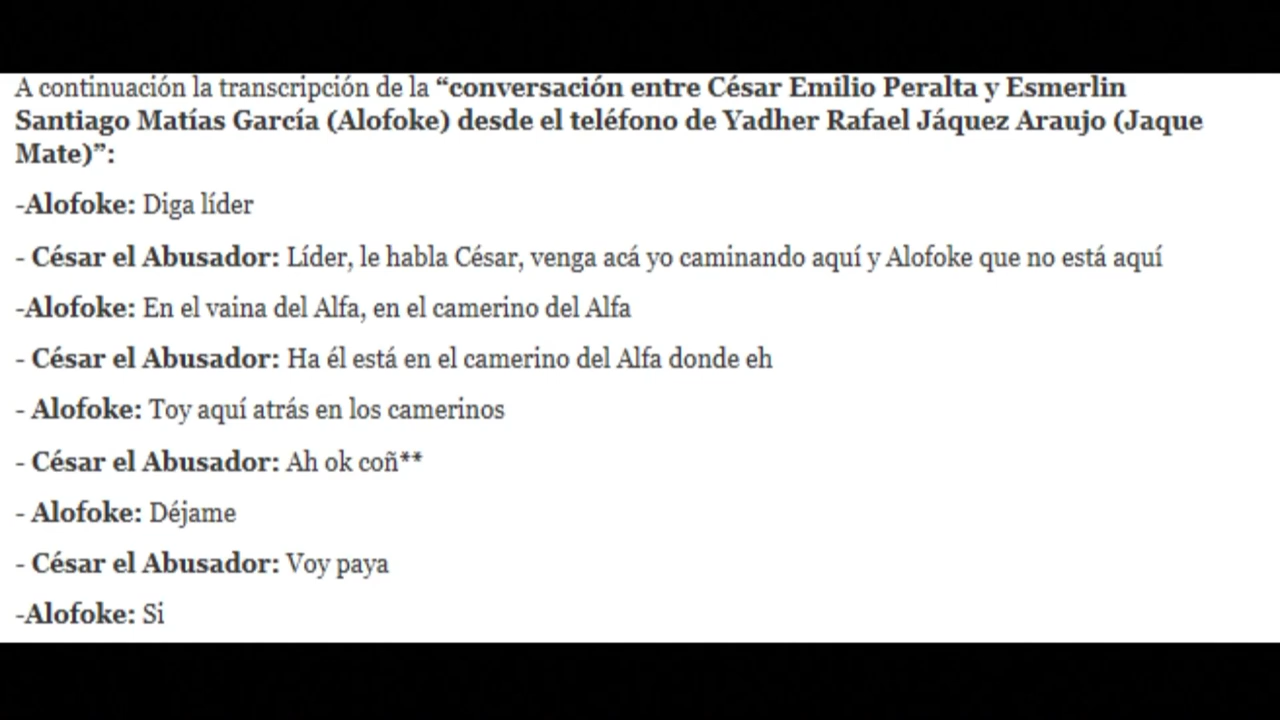 A continuación la transcripción de la “conversación entre César Emilio Peralta y Esmerlin
Santiago Matías García (Alofoke) desde el teléfono de Yadher Rafael Jáquez Araujo (Jaque
Mate)”:
-Alofoke: Diga líder
- César el Abusador: Líder, le habla César, venga acá yo caminando aquí y Alofoke que no está aquí
-Alofoke: En el vaina del Alfa, en el camerino del Alfa
- César el Abusador: Ha él está en el camerino del Alfa donde eh
- Alofoke: Toy aquí atrás en los camerinos
- César el Abusador: Ah ok coñ**
- Alofoke: Déjame
- César el Abusador: Voy paya
-Alofoke: Si